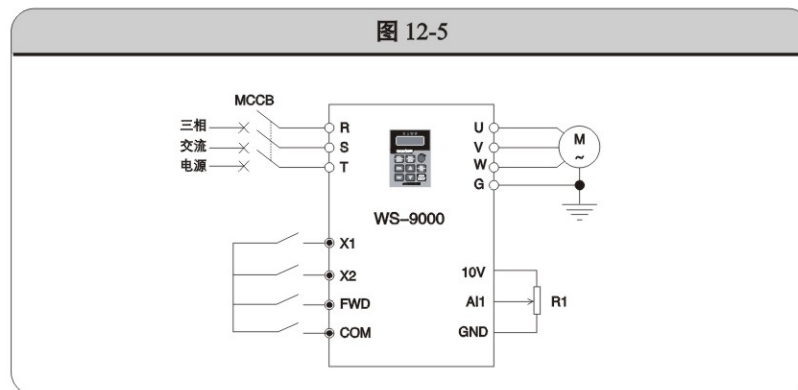 图 12-5
MCCB
三相
交流
电源
R
S
T
U
V
W
G
M
~
WS-9000
X1
X2
FWD
COM
10V
AI1
GND
R1